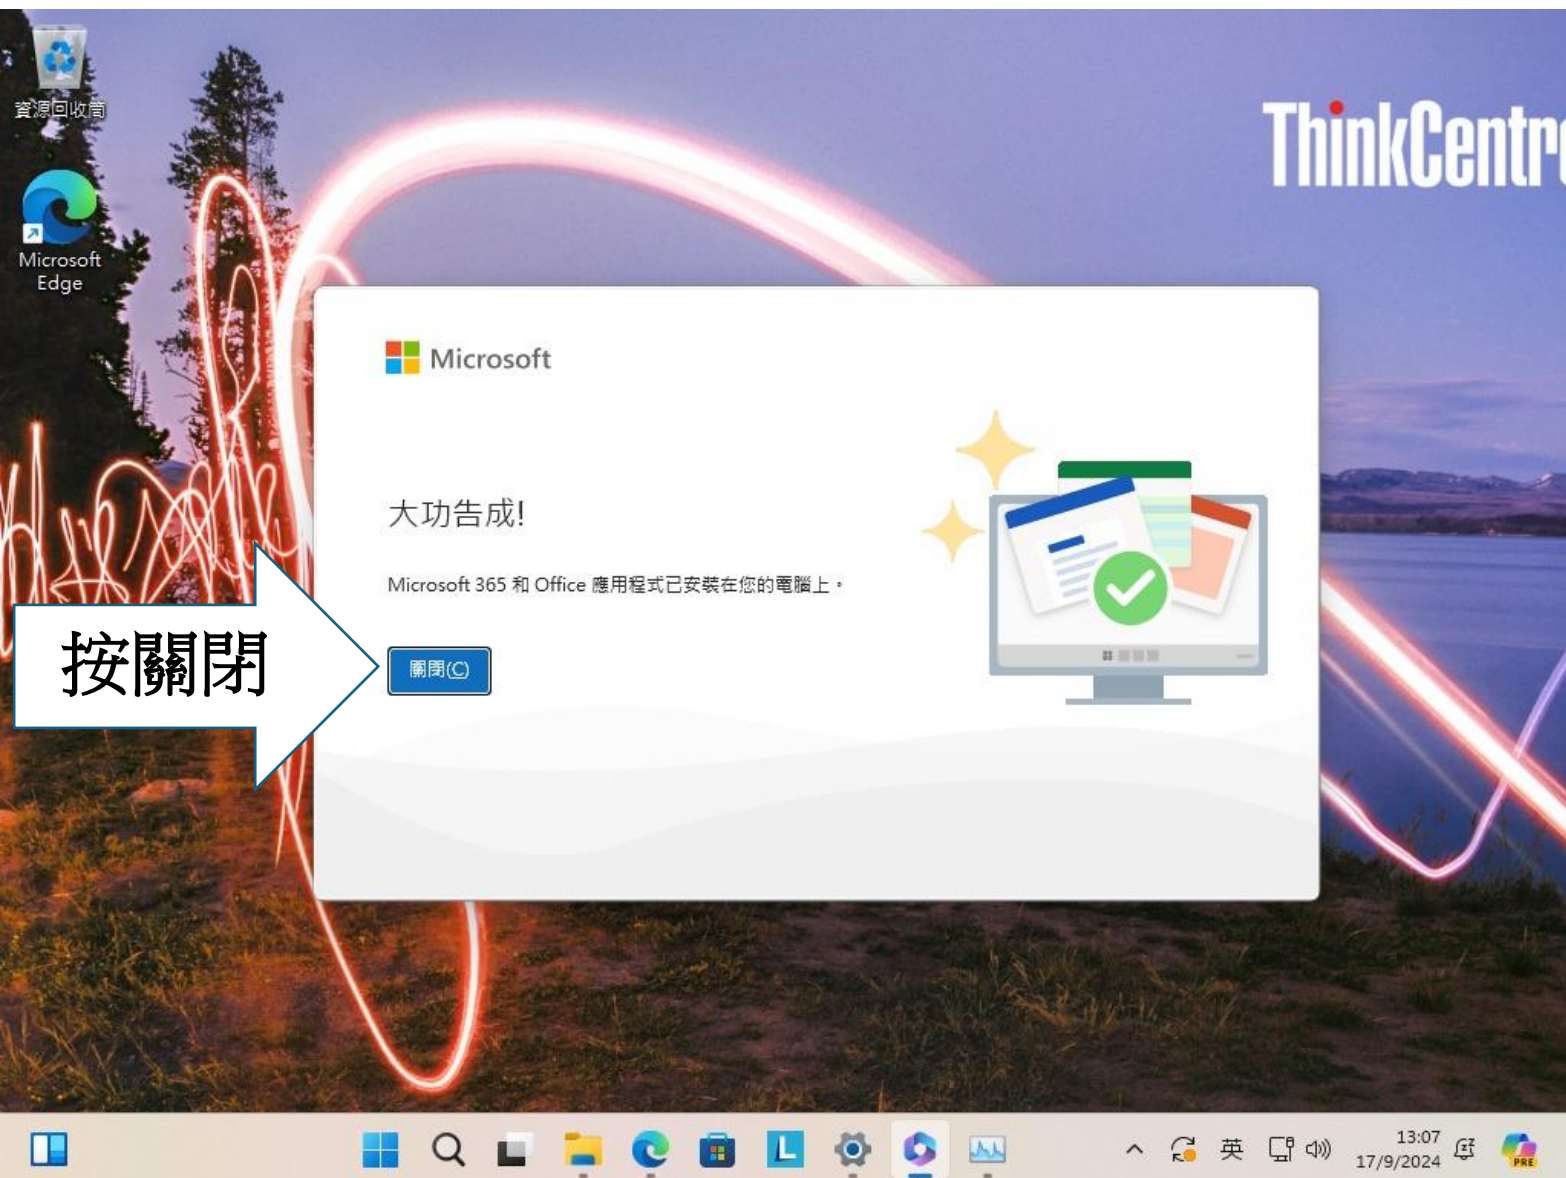 資源回收筒
Microsoft
Edge
ThinkCentre
Microsoft
大功告成!
Microsoft 365 和 Office 應用程式已安裝在您的電腦上。
按關閉
關閉(C)
L
英
13:07
17/9/2024
PRE